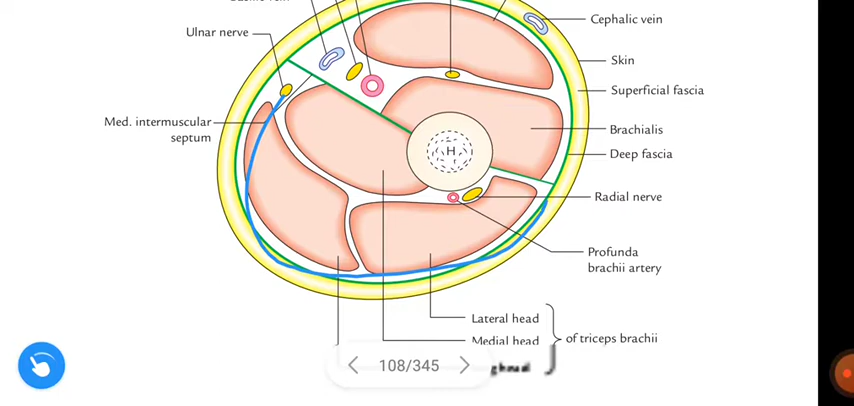 Cephalic vein
Ulnar nerve
Skin
Superficial fascia
Med. intermuscular
septum
Brachialis
H
Deep fascia
Radial nerve
Profunda
brachii artery
Lateral head
of triceps brachii
Medial head
108/345